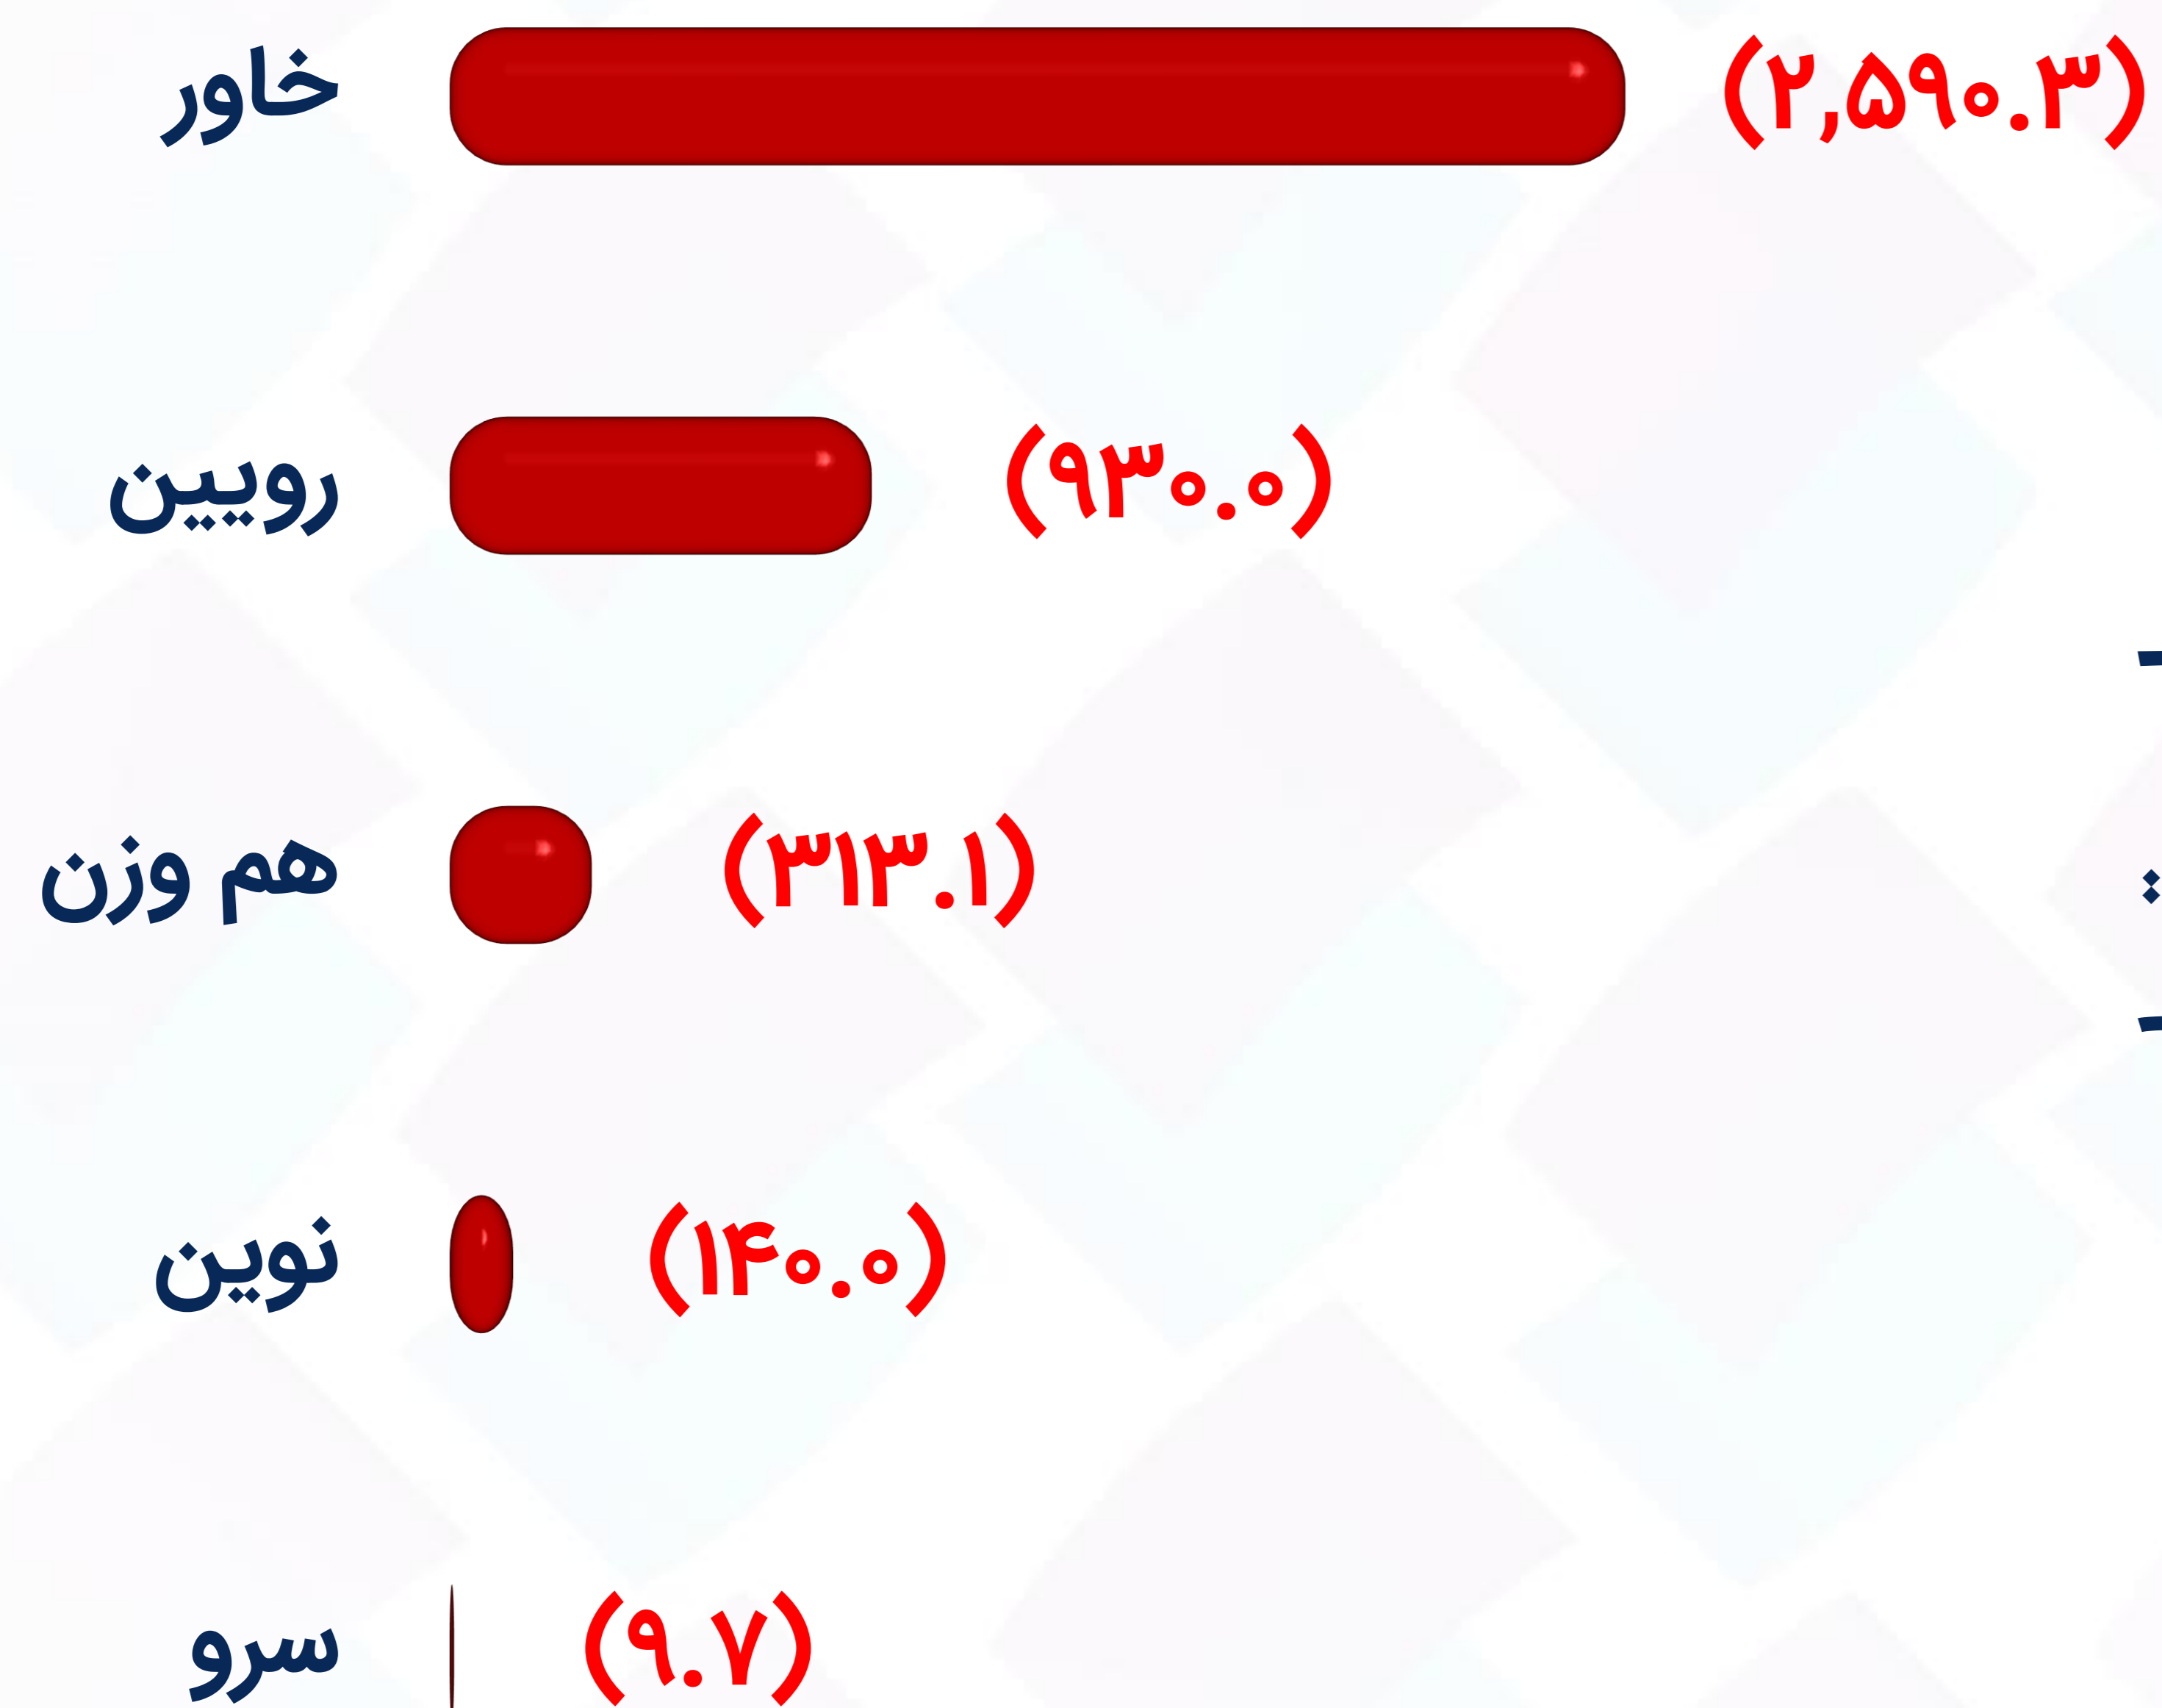 خاور (۲,۵۹۰.۳)
رویین (۹۳۰.۰)
هم وزن (۳۱۳.۱)
نوین (۱۴۰.۰)
سرو (۹.۷)